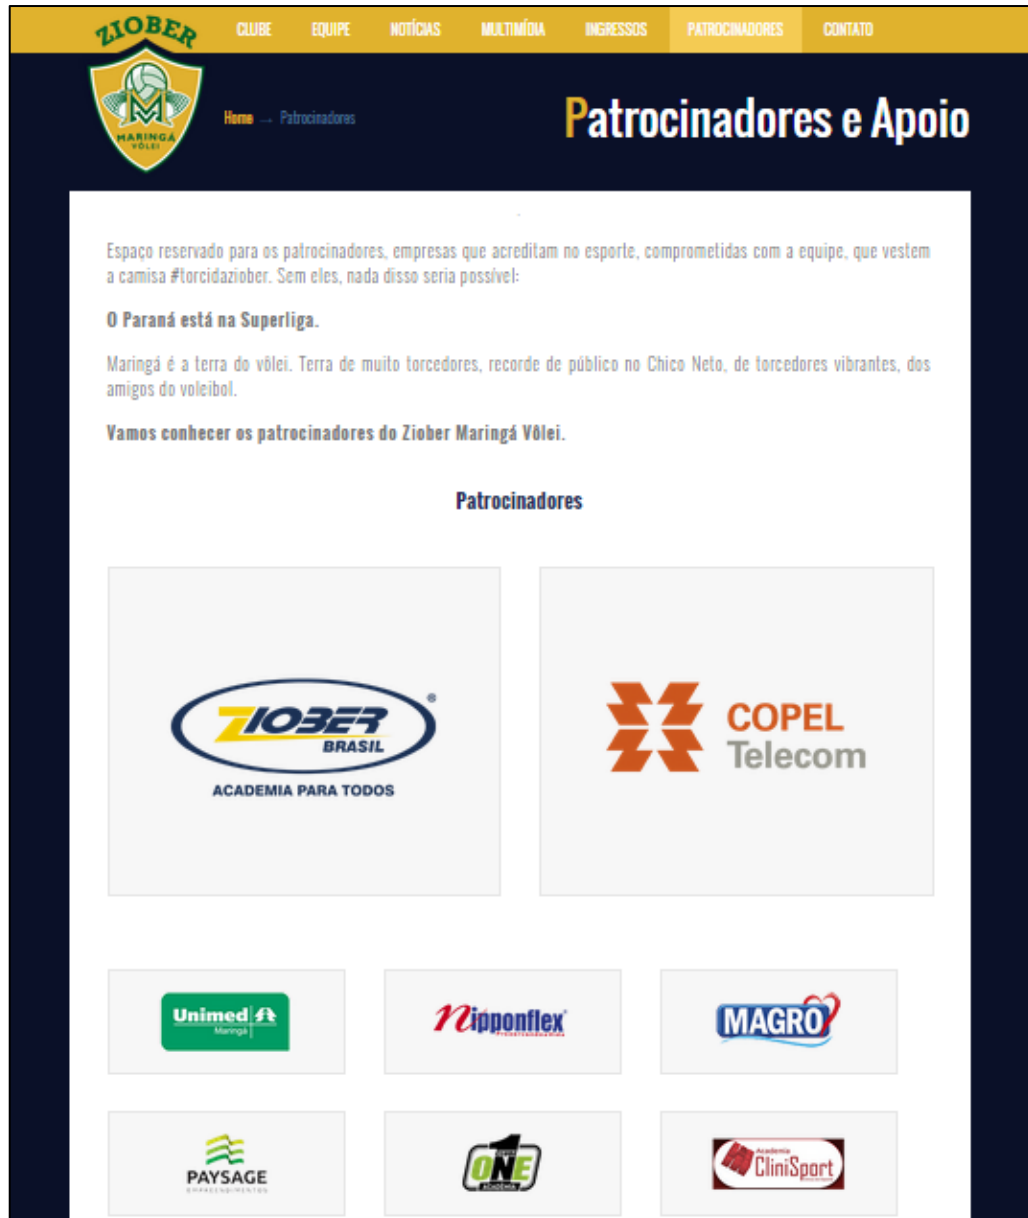 ZIOBER
CLUBE EQUIPE NOTÍCIAS MULTIMÍDIA INGRESSOS PATROCINADORES CONTATO
M
MARINGÁ
VÔLEI
Home → Patrocinadores
Patrocinadores e Apoio
Espaço reservado para os patrocinadores, empresas que acreditam no esporte, comprometidas com a equipe, que vestem
a camisa #torcidaziober. Sem eles, nada disso seria possível:
O Paraná está na Superliga.
Maringá é a terra do vôlei. Terra de muito torcedores, recorde de público no Chico Neto, de torcedores vibrantes, dos
amigos do voleibol.
Vamos conhecer os patrocinadores do Ziober Maringá Vôlei.
Patrocinadores
ZIOBER®
BRASIL
ACADEMIA PARA TODOS
COPEL
Telecom
Unimed
Maringá
Nipponflex
MAGRO
PAYSAGE
EMPREENDIMENTOS
ONE
ACADEMIA
Academia
CliniSport